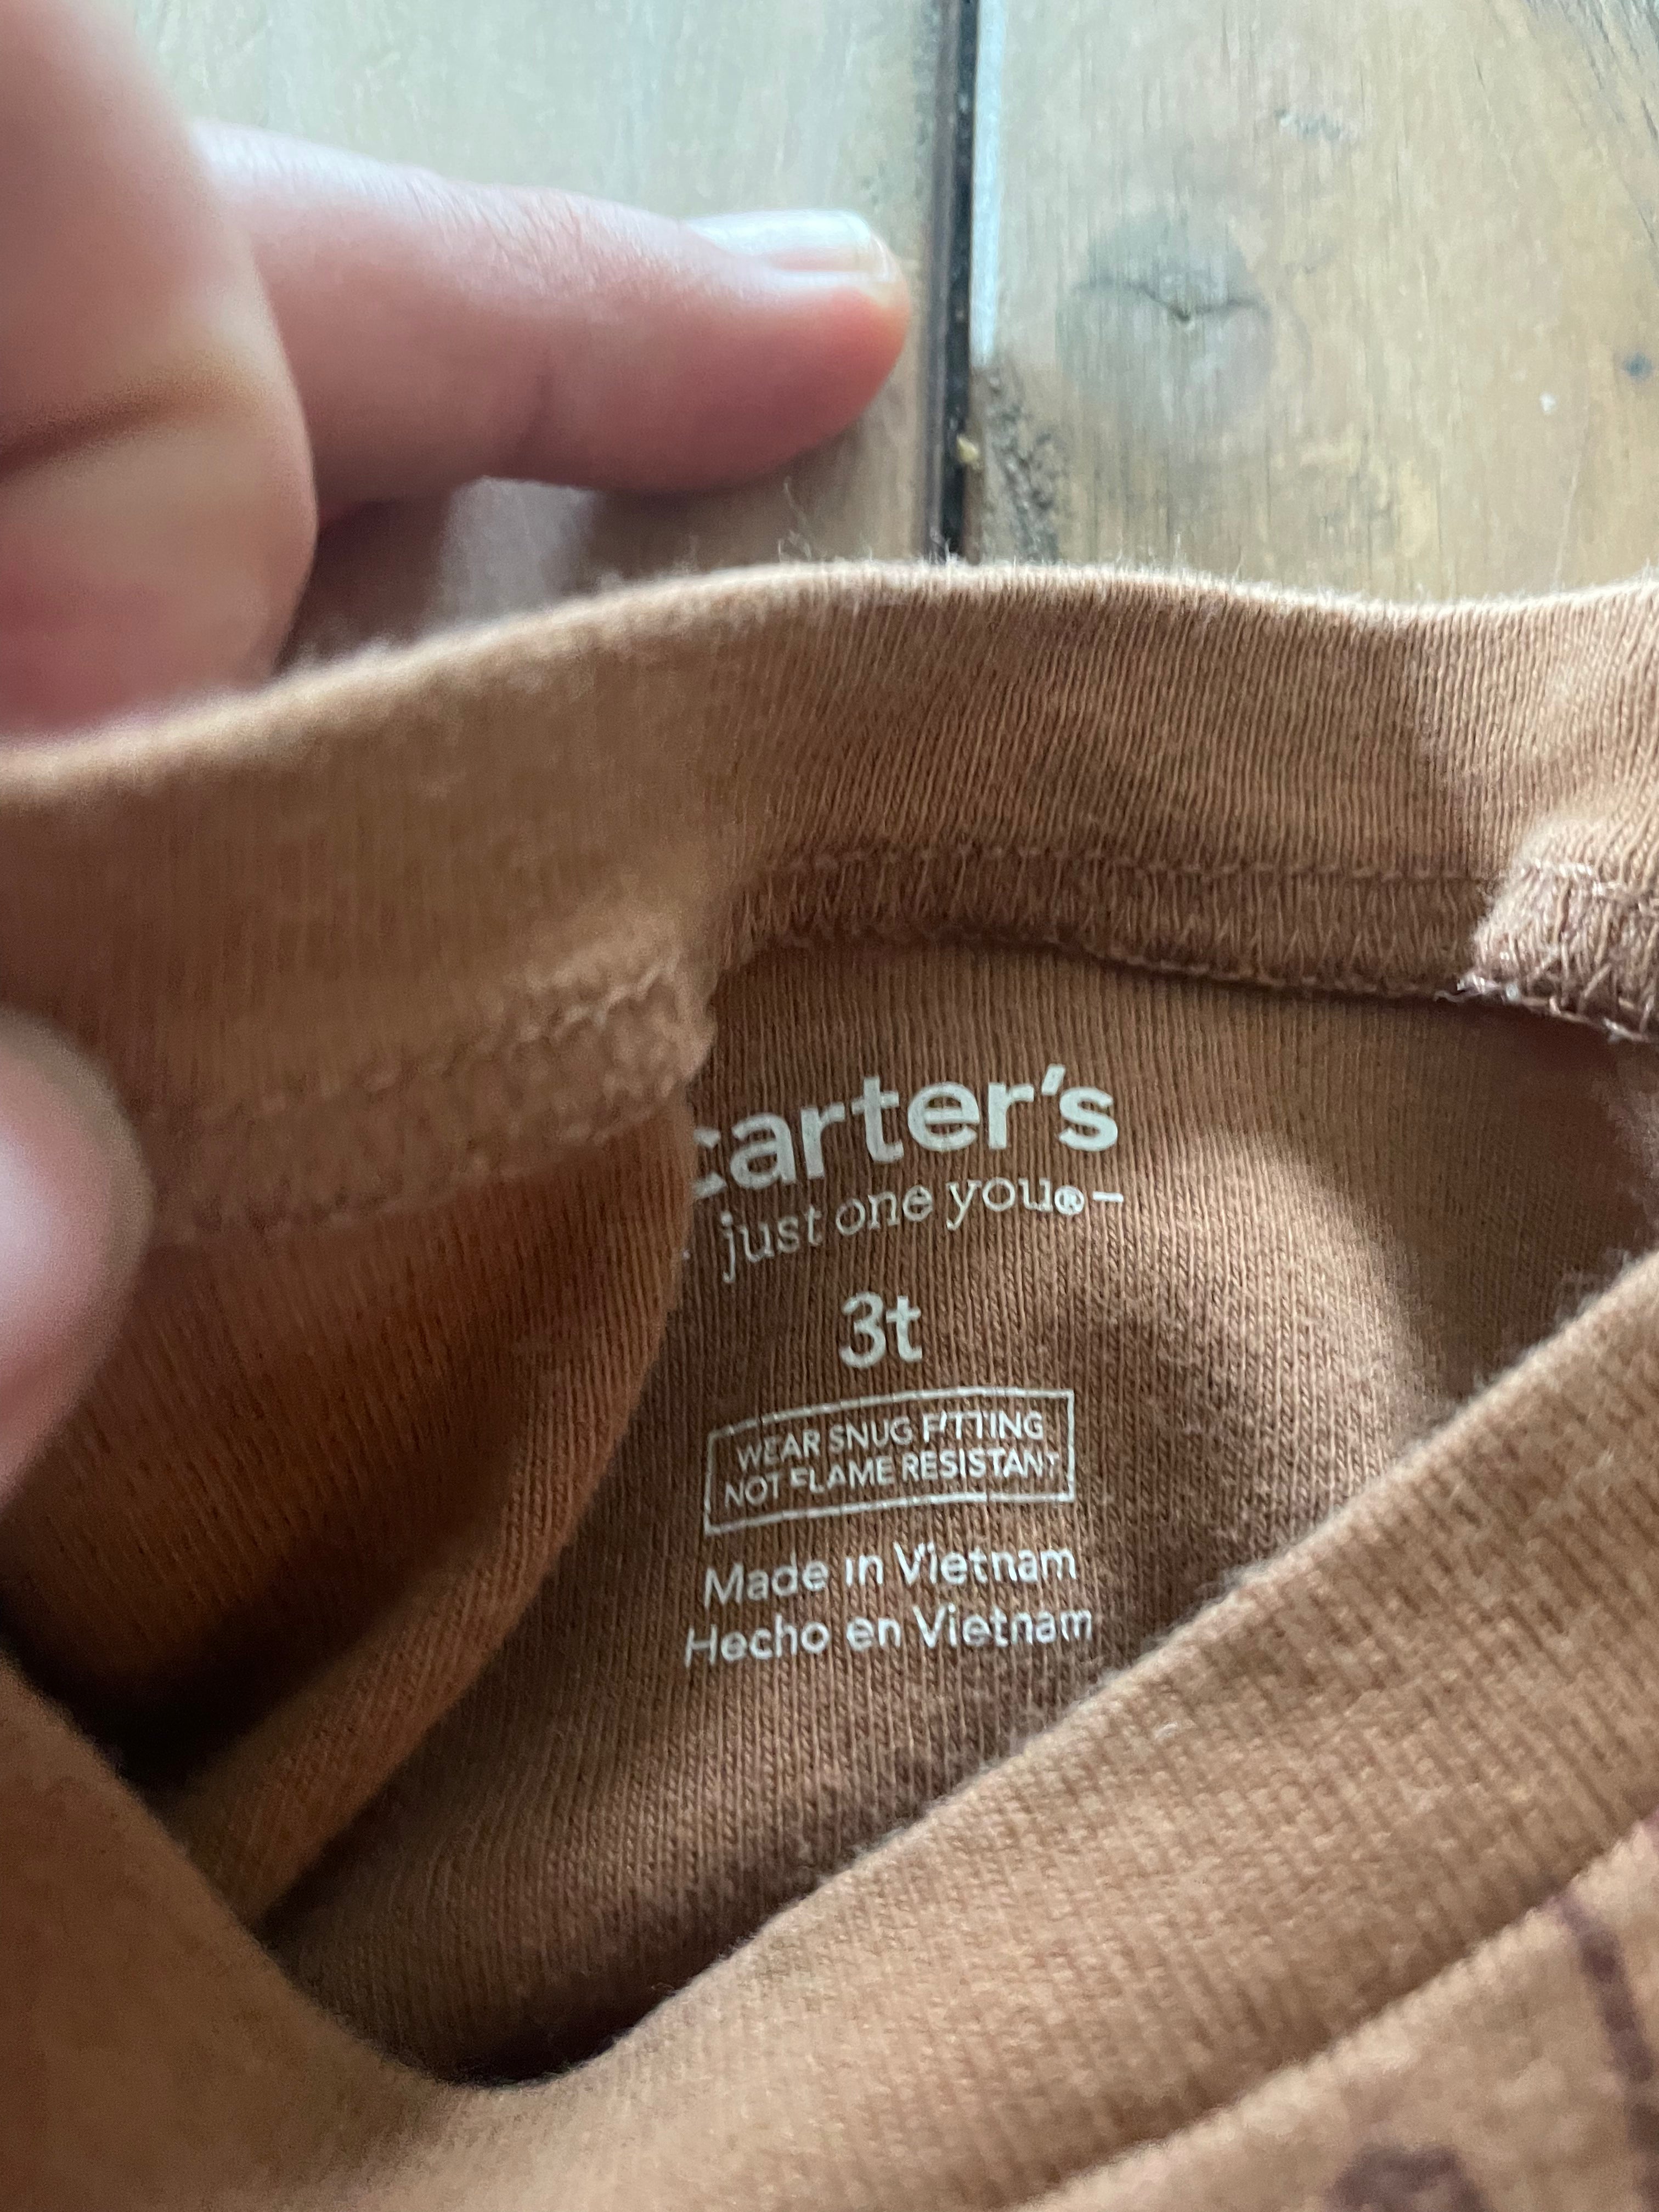 carter's
just one you®
3t
WEAR SNUG FITTING
NOT FLAME RESISTANT
Made in Vietnam
Hecho en Vietnam